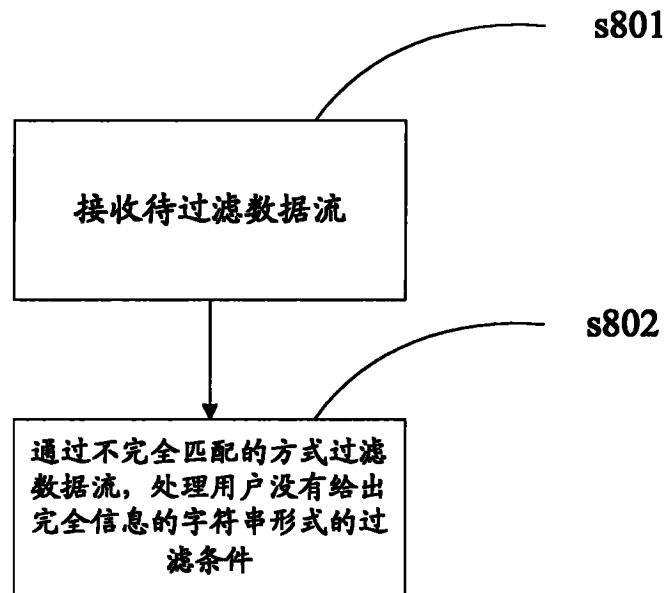 s801
接收待过滤数据流
s802
通过不完全匹配的方式过滤
数据流，处理用户没有给出
完全信息的字符串形式的过
滤条件